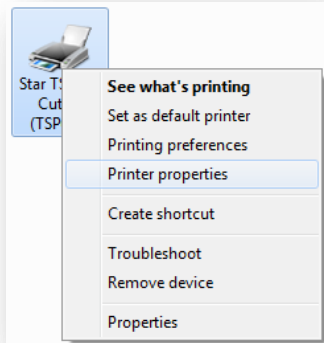 Star T
Cut
(TSP
See what's printing
Set as default printer
Printing preferences
Printer properties
Create shortcut
Troubleshoot
Remove device
Properties